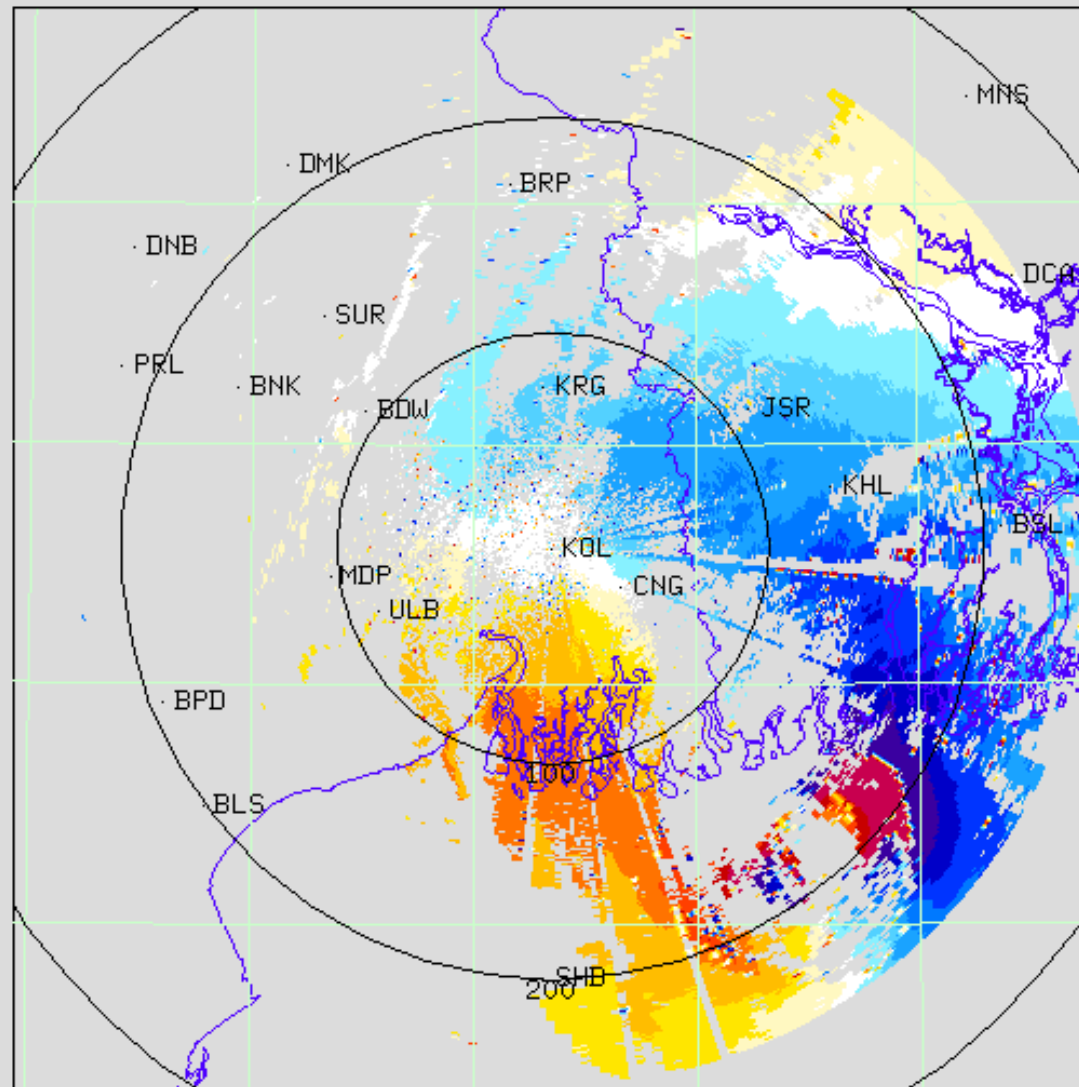 MNS
DMK
BRP
DNB
DCA
SUR
PRL
BNK
KRG
BDW
JSR
KHL
BSL
KOL
MDP
CNG
ULB
BPD
100
BLS
SHB
200